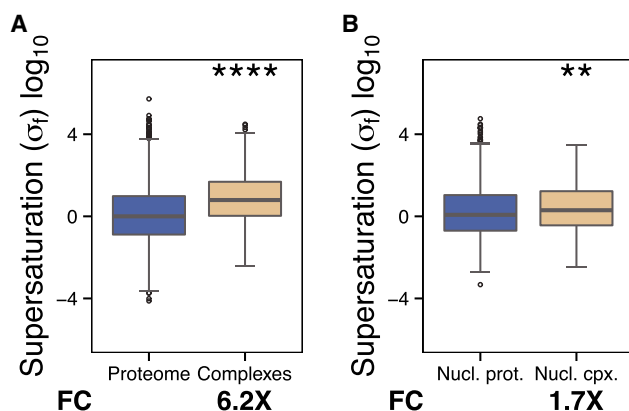 A
Supersaturation (σf) log10
4
0
−4
****
Proteome Complexes
FC 6.2X
B
Supersaturation (σf) log10
4
0
−4
**
Nucl. prot. Nucl. cpx.
FC 1.7X